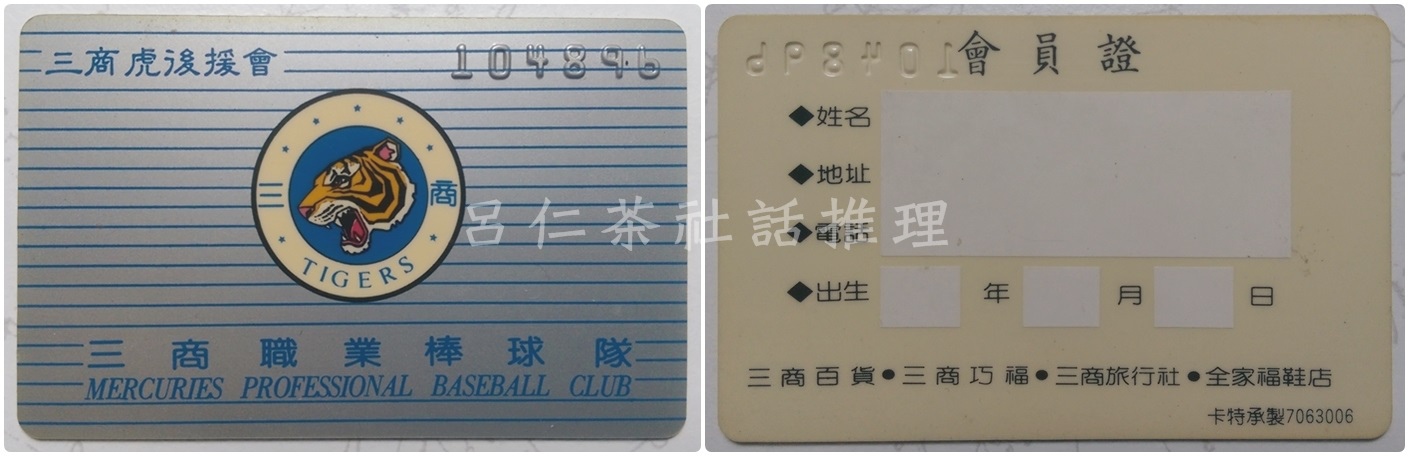 三商虎後援會
104896
三 商
TIGERS
三商職業棒球隊
MERCURIES PROFESSIONAL BASEBALL CLUB
呂仁茶社話推理
104896
會員證
◆姓名
◆地址
◆電話
◆出生 年 月 日
三商百貨●三商巧福●三商旅行社●全家福鞋店
卡特承製7063006